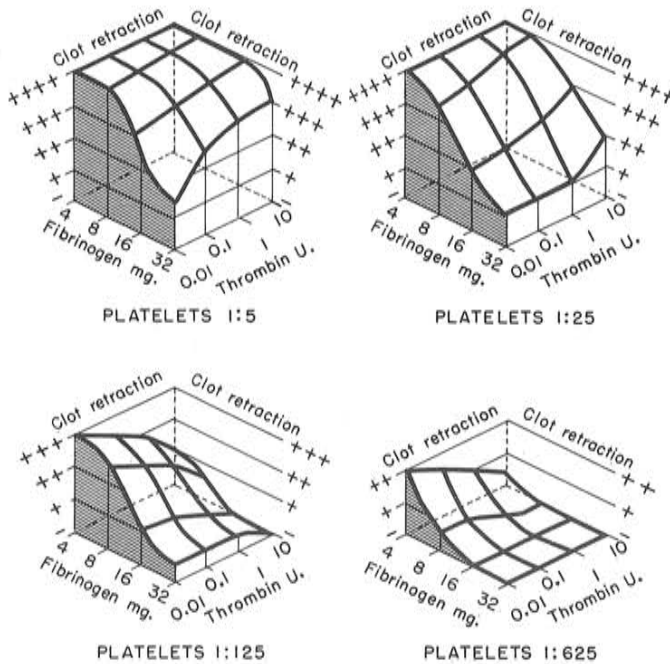 Clot retraction
Clot retraction
++++
+++
++
+
-
++++
+++
++
+
-
4 8 16 32
Fibrinogen mg.
0.01 0.1 1 10
Thrombin U.
PLATELETS 1:5
Clot retraction
Clot retraction
++++
+++
++
+
-
++++
+++
++
+
-
4 8 16 32
Fibrinogen mg.
0.01 0.1 1 10
Thrombin U.
PLATELETS 1:25
Clot retraction
Clot retraction
+++
++
+
-
+++
++
+
-
4 8 16 32
Fibrinogen mg.
0.01 0.1 1 10
Thrombin U.
PLATELETS 1:125
Clot retraction
Clot retraction
++
+
-
++
+
-
4 8 16 32
Fibrinogen mg.
0.01 0.1 1 10
Thrombin U.
PLATELETS 1:625